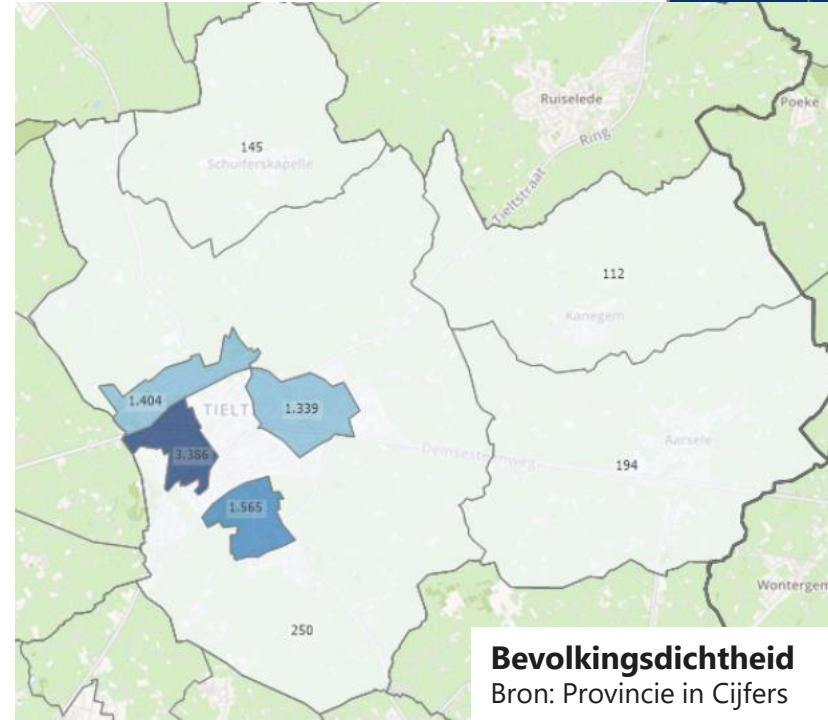 Ruiselede
Poeke
Ring
145
Schuiferskapelle
Tieltstraat
112
Kanegem
1.404
TIELT
1.339
3.386
Aarsele
Deinsesteenweg
194
1.565
Wontergem
250
Bevolkingsdichtheid
Bron: Provincie in Cijfers